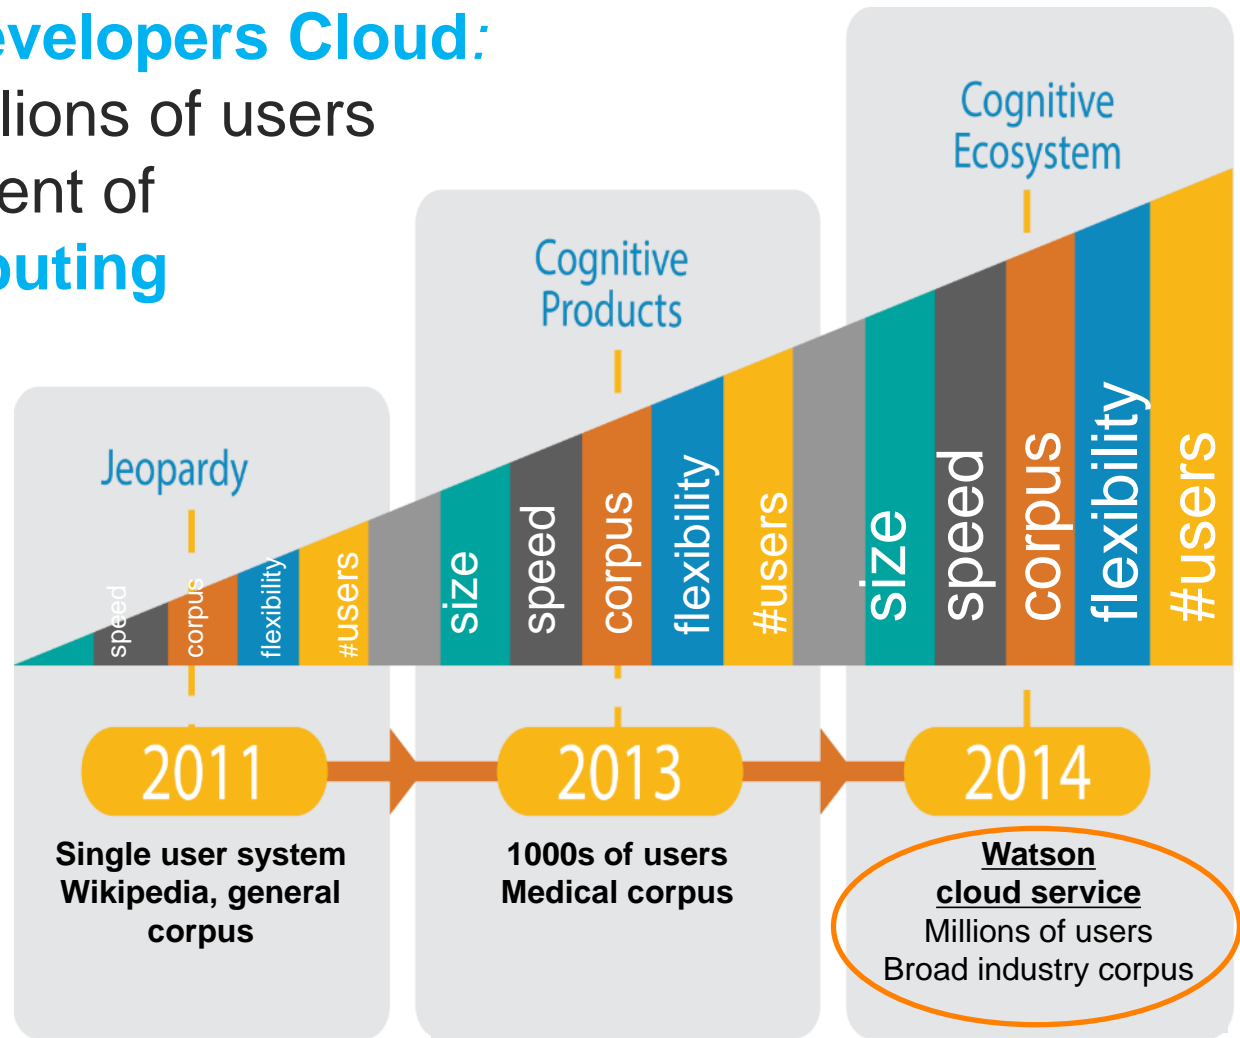 evelopers Cloud:
lions of users
ent of
puting
Cognitive
Ecosystem
Cognitive
Products
Jeopardy
speed
corpus
flexibility
#users
size
speed
corpus
flexibility
#users
size
speed
corpus
flexibility
#users
2011
2013
2014
Single user system
Wikipedia, general
corpus
1000s of users
Medical corpus
Watson
cloud service
Millions of users
Broad industry corpus